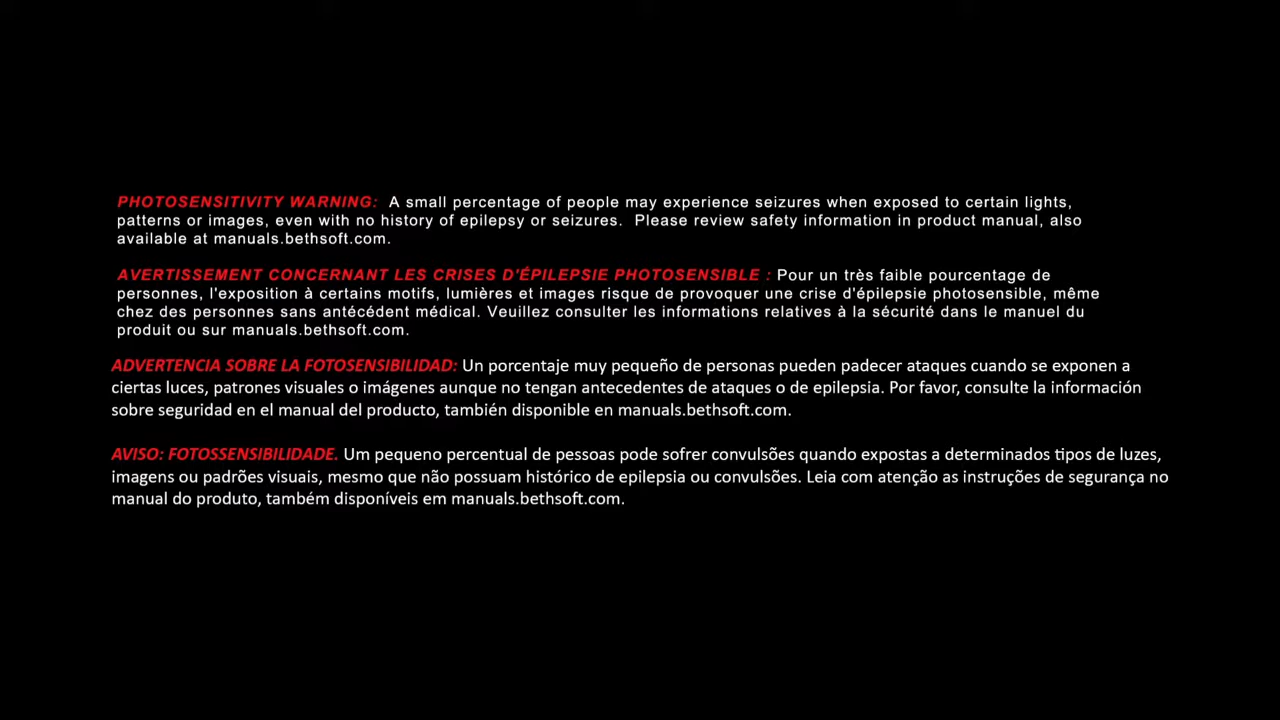 PHOTOSENSITIVITY WARNING: A small percentage of people may experience seizures when exposed to certain lights,
patterns or images, even with no history of epilepsy or seizures. Please review safety information in product manual, also
available at manuals.bethsoft.com.
AVERTISSEMENT CONCERNANT LES CRISES D'ÉPILEPSIE PHOTOSENSIBLE : Pour un très faible pourcentage de
personnes, l'exposition à certains motifs, lumières et images risque de provoquer une crise d'épilepsie photosensible, même
chez des personnes sans antécédent médical. Veuillez consulter les informations relatives à la sécurité dans le manuel du
produit ou sur manuals.bethsoft.com.
ADVERTENCIA SOBRE LA FOTOSENSIBILIDAD: Un porcentaje muy pequeño de personas pueden padecer ataques cuando se exponen a
ciertas luces, patrones visuales o imágenes aunque no tengan antecedentes de ataques o de epilepsia. Por favor, consulte la información
sobre seguridad en el manual del producto, también disponible en manuals.bethsoft.com.
AVISO: FOTOSSENSIBILIDADE. Um pequeno percentual de pessoas pode sofrer convulsões quando expostas a determinados tipos de luzes,
imagens ou padrões visuais, mesmo que não possuam histórico de epilepsia ou convulsões. Leia com atenção as instruções de segurança no
manual do produto, também disponíveis em manuals.bethsoft.com.